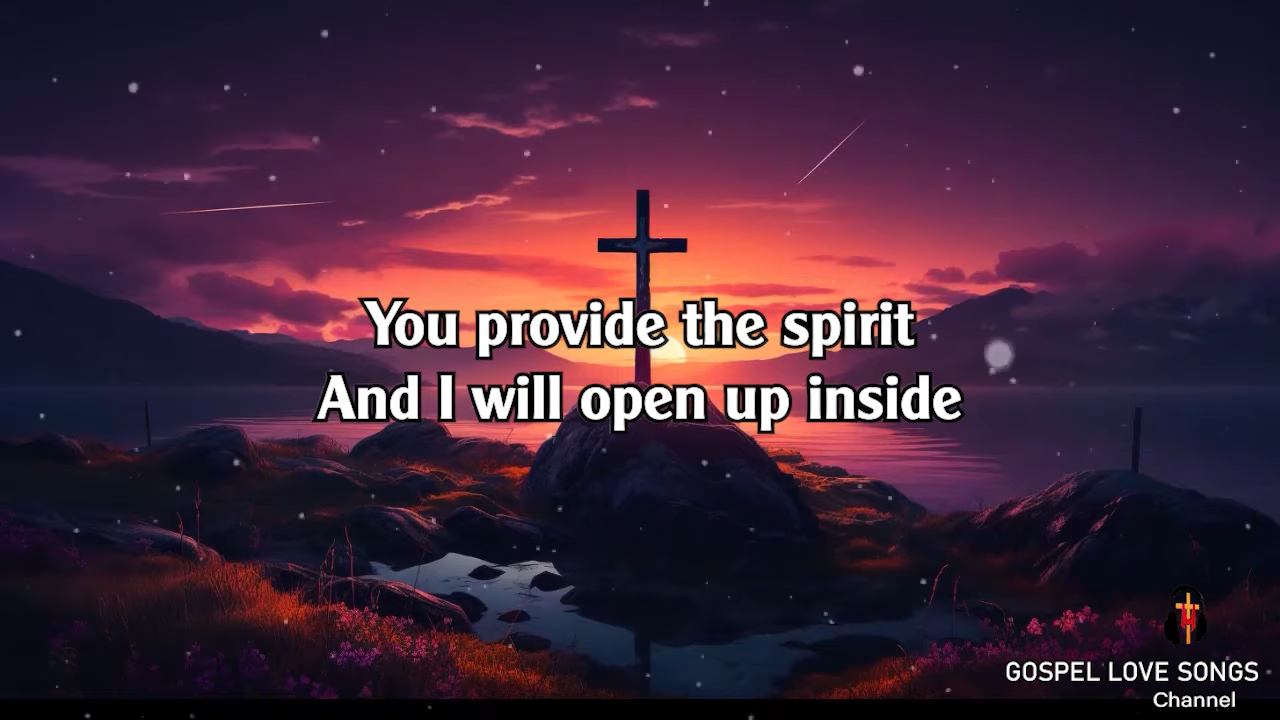 You provide the spirit
And I will open up inside
GOSPEL LOVE SONGS
Channel